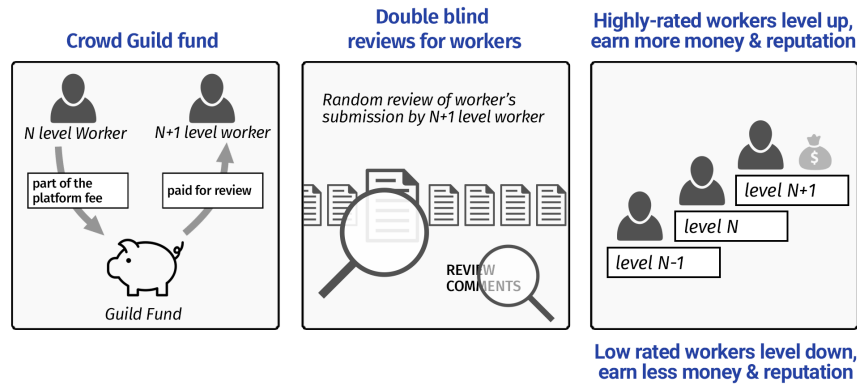 Crowd Guild fund
N level Worker
N+1 level worker
part of the
platform fee
paid for review
Guild Fund
Double blind
reviews for workers
Random review of worker's
submission by N+1 level worker
REVIEW
COMMENTS
Highly-rated workers level up,
earn more money & reputation
$
level N+1
level N
level N-1
Low rated workers level down,
earn less money & reputation